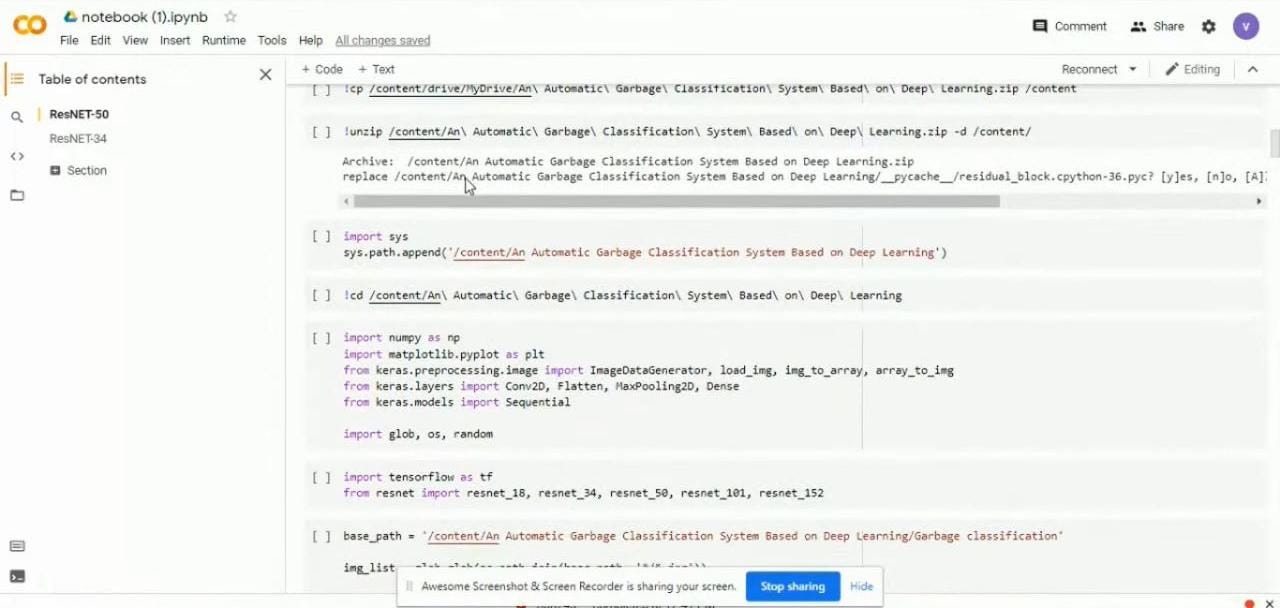 notebook (1).ipynb
File Edit View Insert Runtime Tools Help All changes saved
Comment Share V
Table of contents
ResNET-50
ResNET-34
Section
+ Code + Text
Reconnect Editing
[ ] !cp /content/drive/MyDrive/An\ Automatic\ Garbage\ Classification\ System\ Based\ on\ Deep\ Learning.zip /content
[ ] !unzip /content/An\ Automatic\ Garbage\ Classification\ System\ Based\ on\ Deep\ Learning.zip -d /content/
Archive:  /content/An Automatic Garbage Classification System Based on Deep Learning.zip
replace /content/An Automatic Garbage Classification System Based on Deep Learning/__pycache__/residual_block.cpython-36.pyc? [y]es, [n]o, [A]
[ ] import sys
sys.path.append('/content/An Automatic Garbage Classification System Based on Deep Learning')
[ ] !cd /content/An\ Automatic\ Garbage\ Classification\ System\ Based\ on\ Deep\ Learning
[ ] import numpy as np
import matplotlib.pyplot as plt
from keras.preprocessing.image import ImageDataGenerator, load_img, img_to_array, array_to_img
from keras.layers import Conv2D, Flatten, MaxPooling2D, Dense
from keras.models import Sequential
import glob, os, random
[ ] import tensorflow as tf
from resnet import resnet_18, resnet_34, resnet_50, resnet_101, resnet_152
[ ] base_path = '/content/An Automatic Garbage Classification System Based on Deep Learning/Garbage classification'
img_list
Awesome Screenshot & Screen Recorder is sharing your screen. Stop sharing Hide